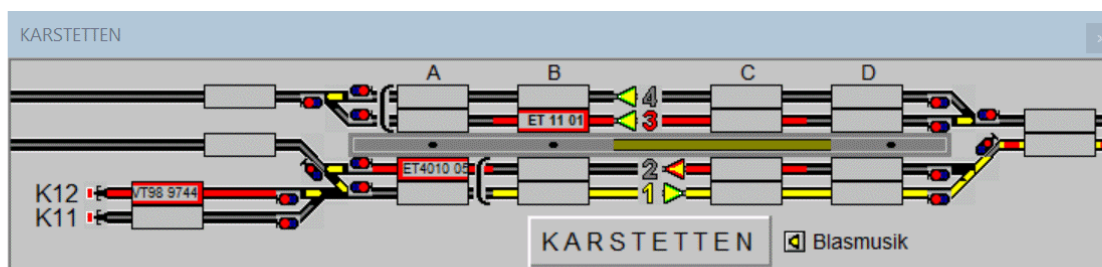 KARSTETTEN
A B C D
4
ET 11 01 3
ET4010 05 2
K12 VT98 9744 1
K11
KARSTETTEN Blasmusik